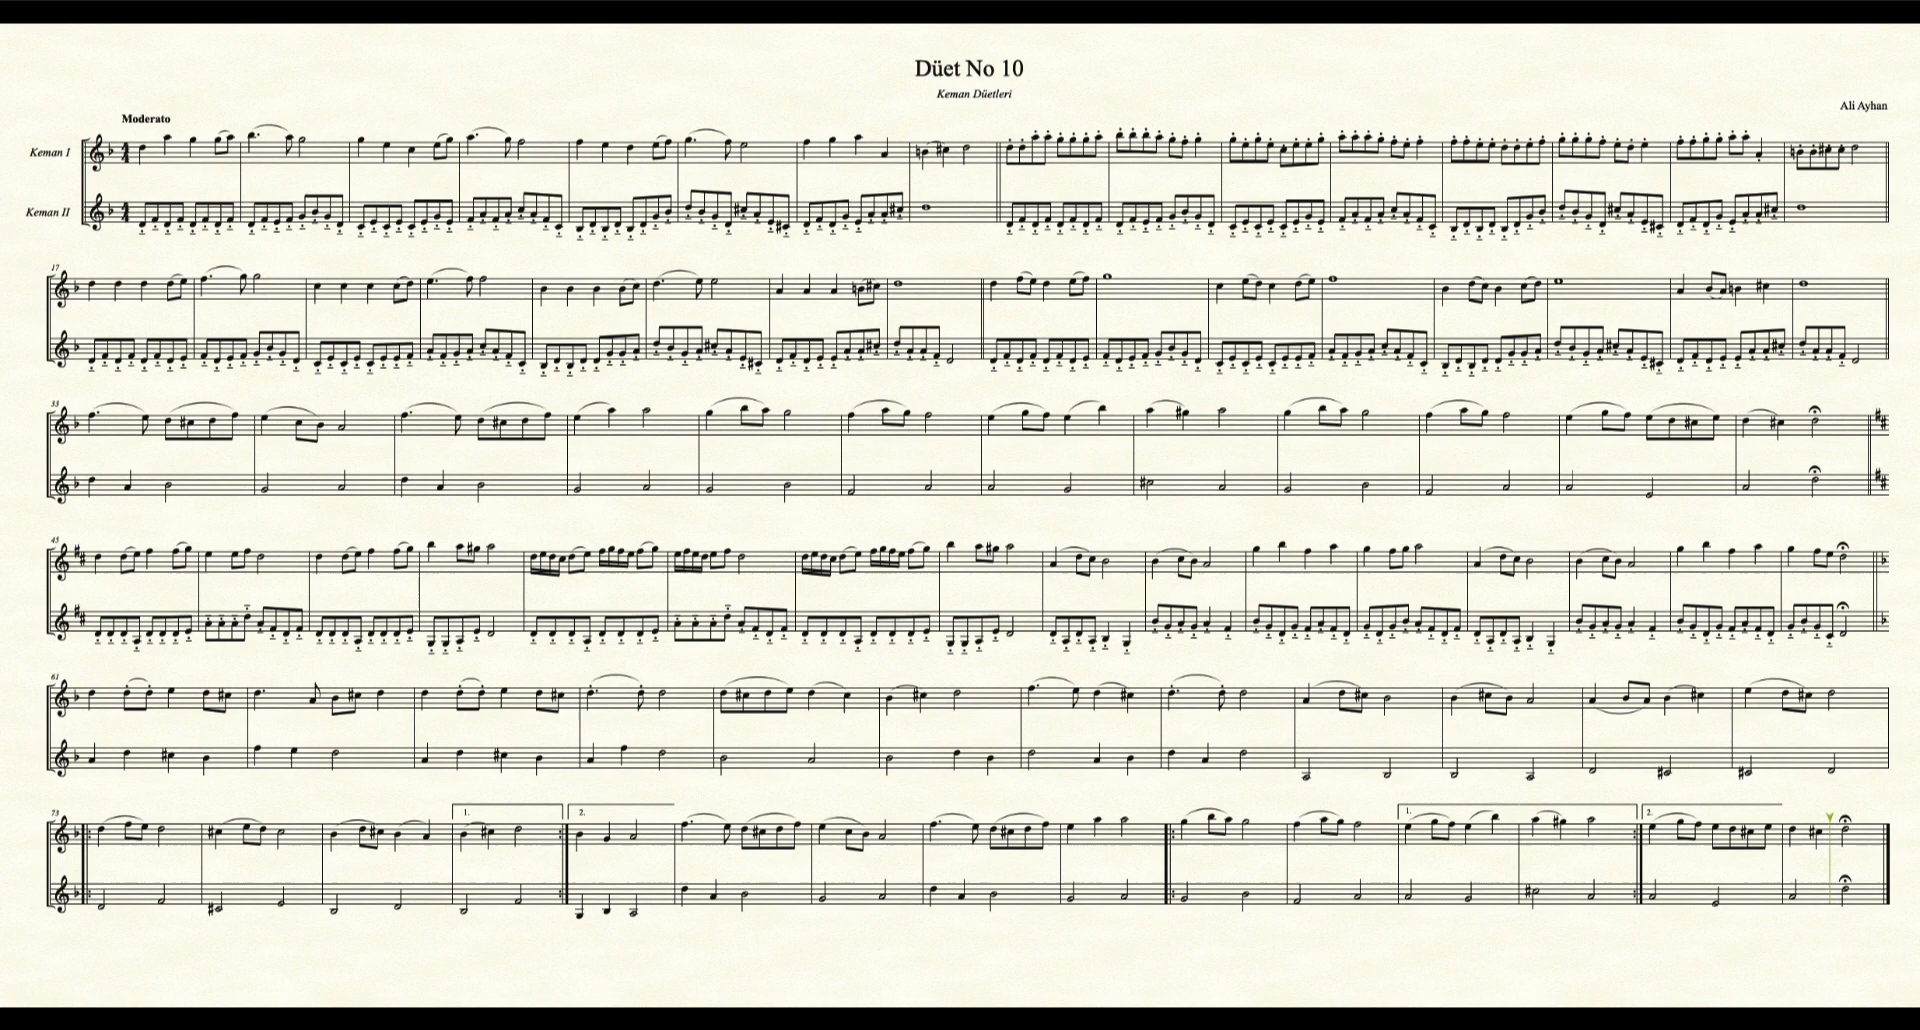 Düet No 10
Keman Düetleri
Ali Ayhan
Moderato
Keman I
Keman II
17
33
45
61
73
1.
2.
1.
2.